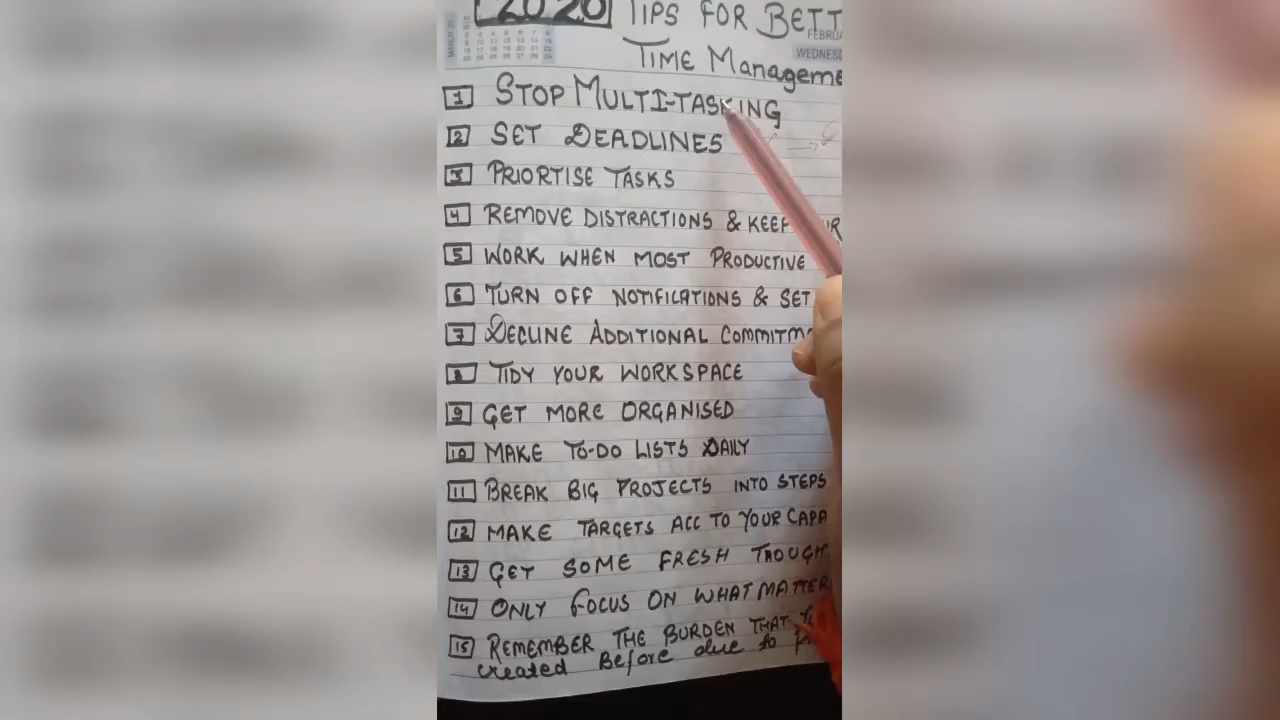 2020 TIPS FOR BETT
TIME Manageme
WEDNES
1 STOP MULTI-TASKING
2 SET DEADLINES
3 PRIORTISE TASKS
4 REMOVE DISTRACTIONS & KEEP
5 WORK WHEN MOST PRODUCTIVE
6 TURN OFF NOTIFICATIONS & SET
7 DECLINE ADDITIONAL COMMITM
8 TIDY YOUR WORKSPACE
9 GET MORE ORGANISED
10 MAKE TO-DO LISTS DAILY
11 BREAK BIG PROJECTS INTO STEPS
12 MAKE TARGETS ACC TO YOUR CAPA
13 GET SOME FRESH THOUGH
14 ONLY FOCUS ON WHAT MATTER
15 REMEMBER THE BURDEN THAT
created Before due to